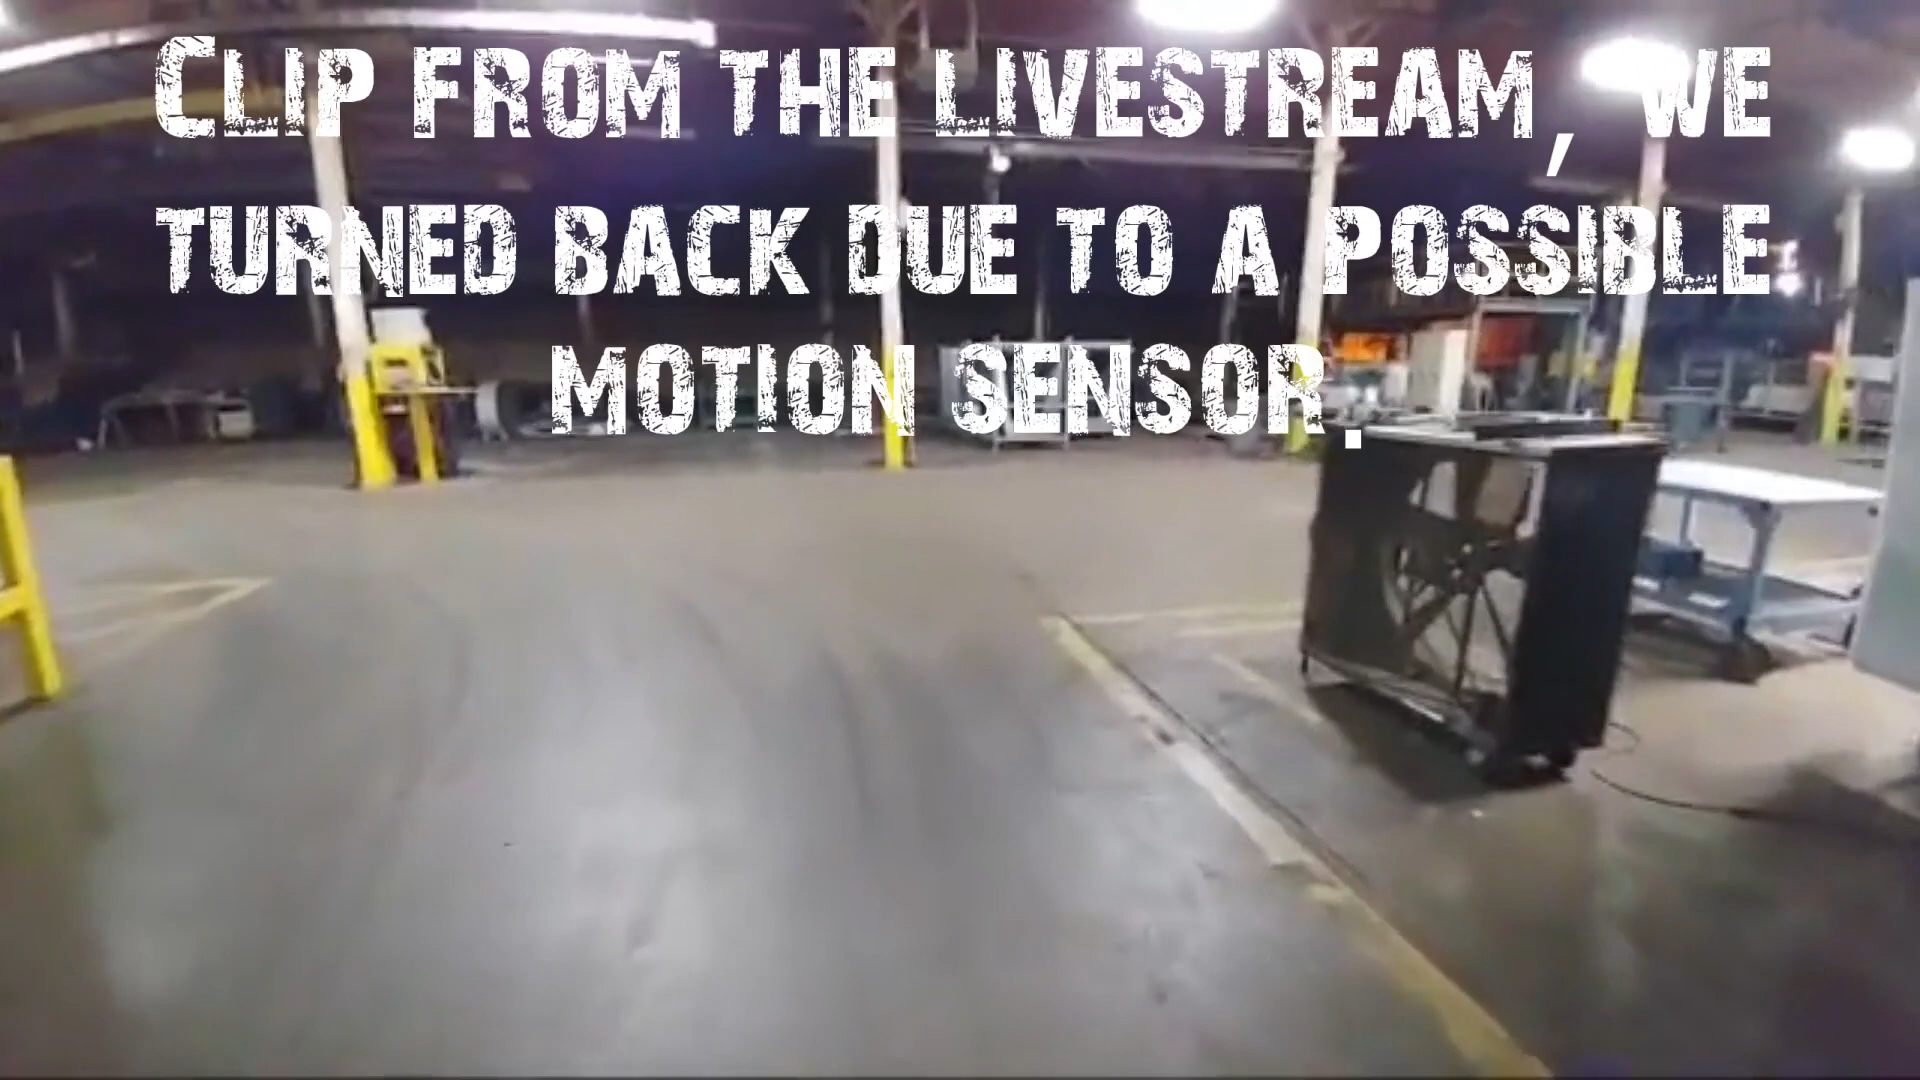 Clip from the livestream, we
turned back due to a possible
motion sensor.